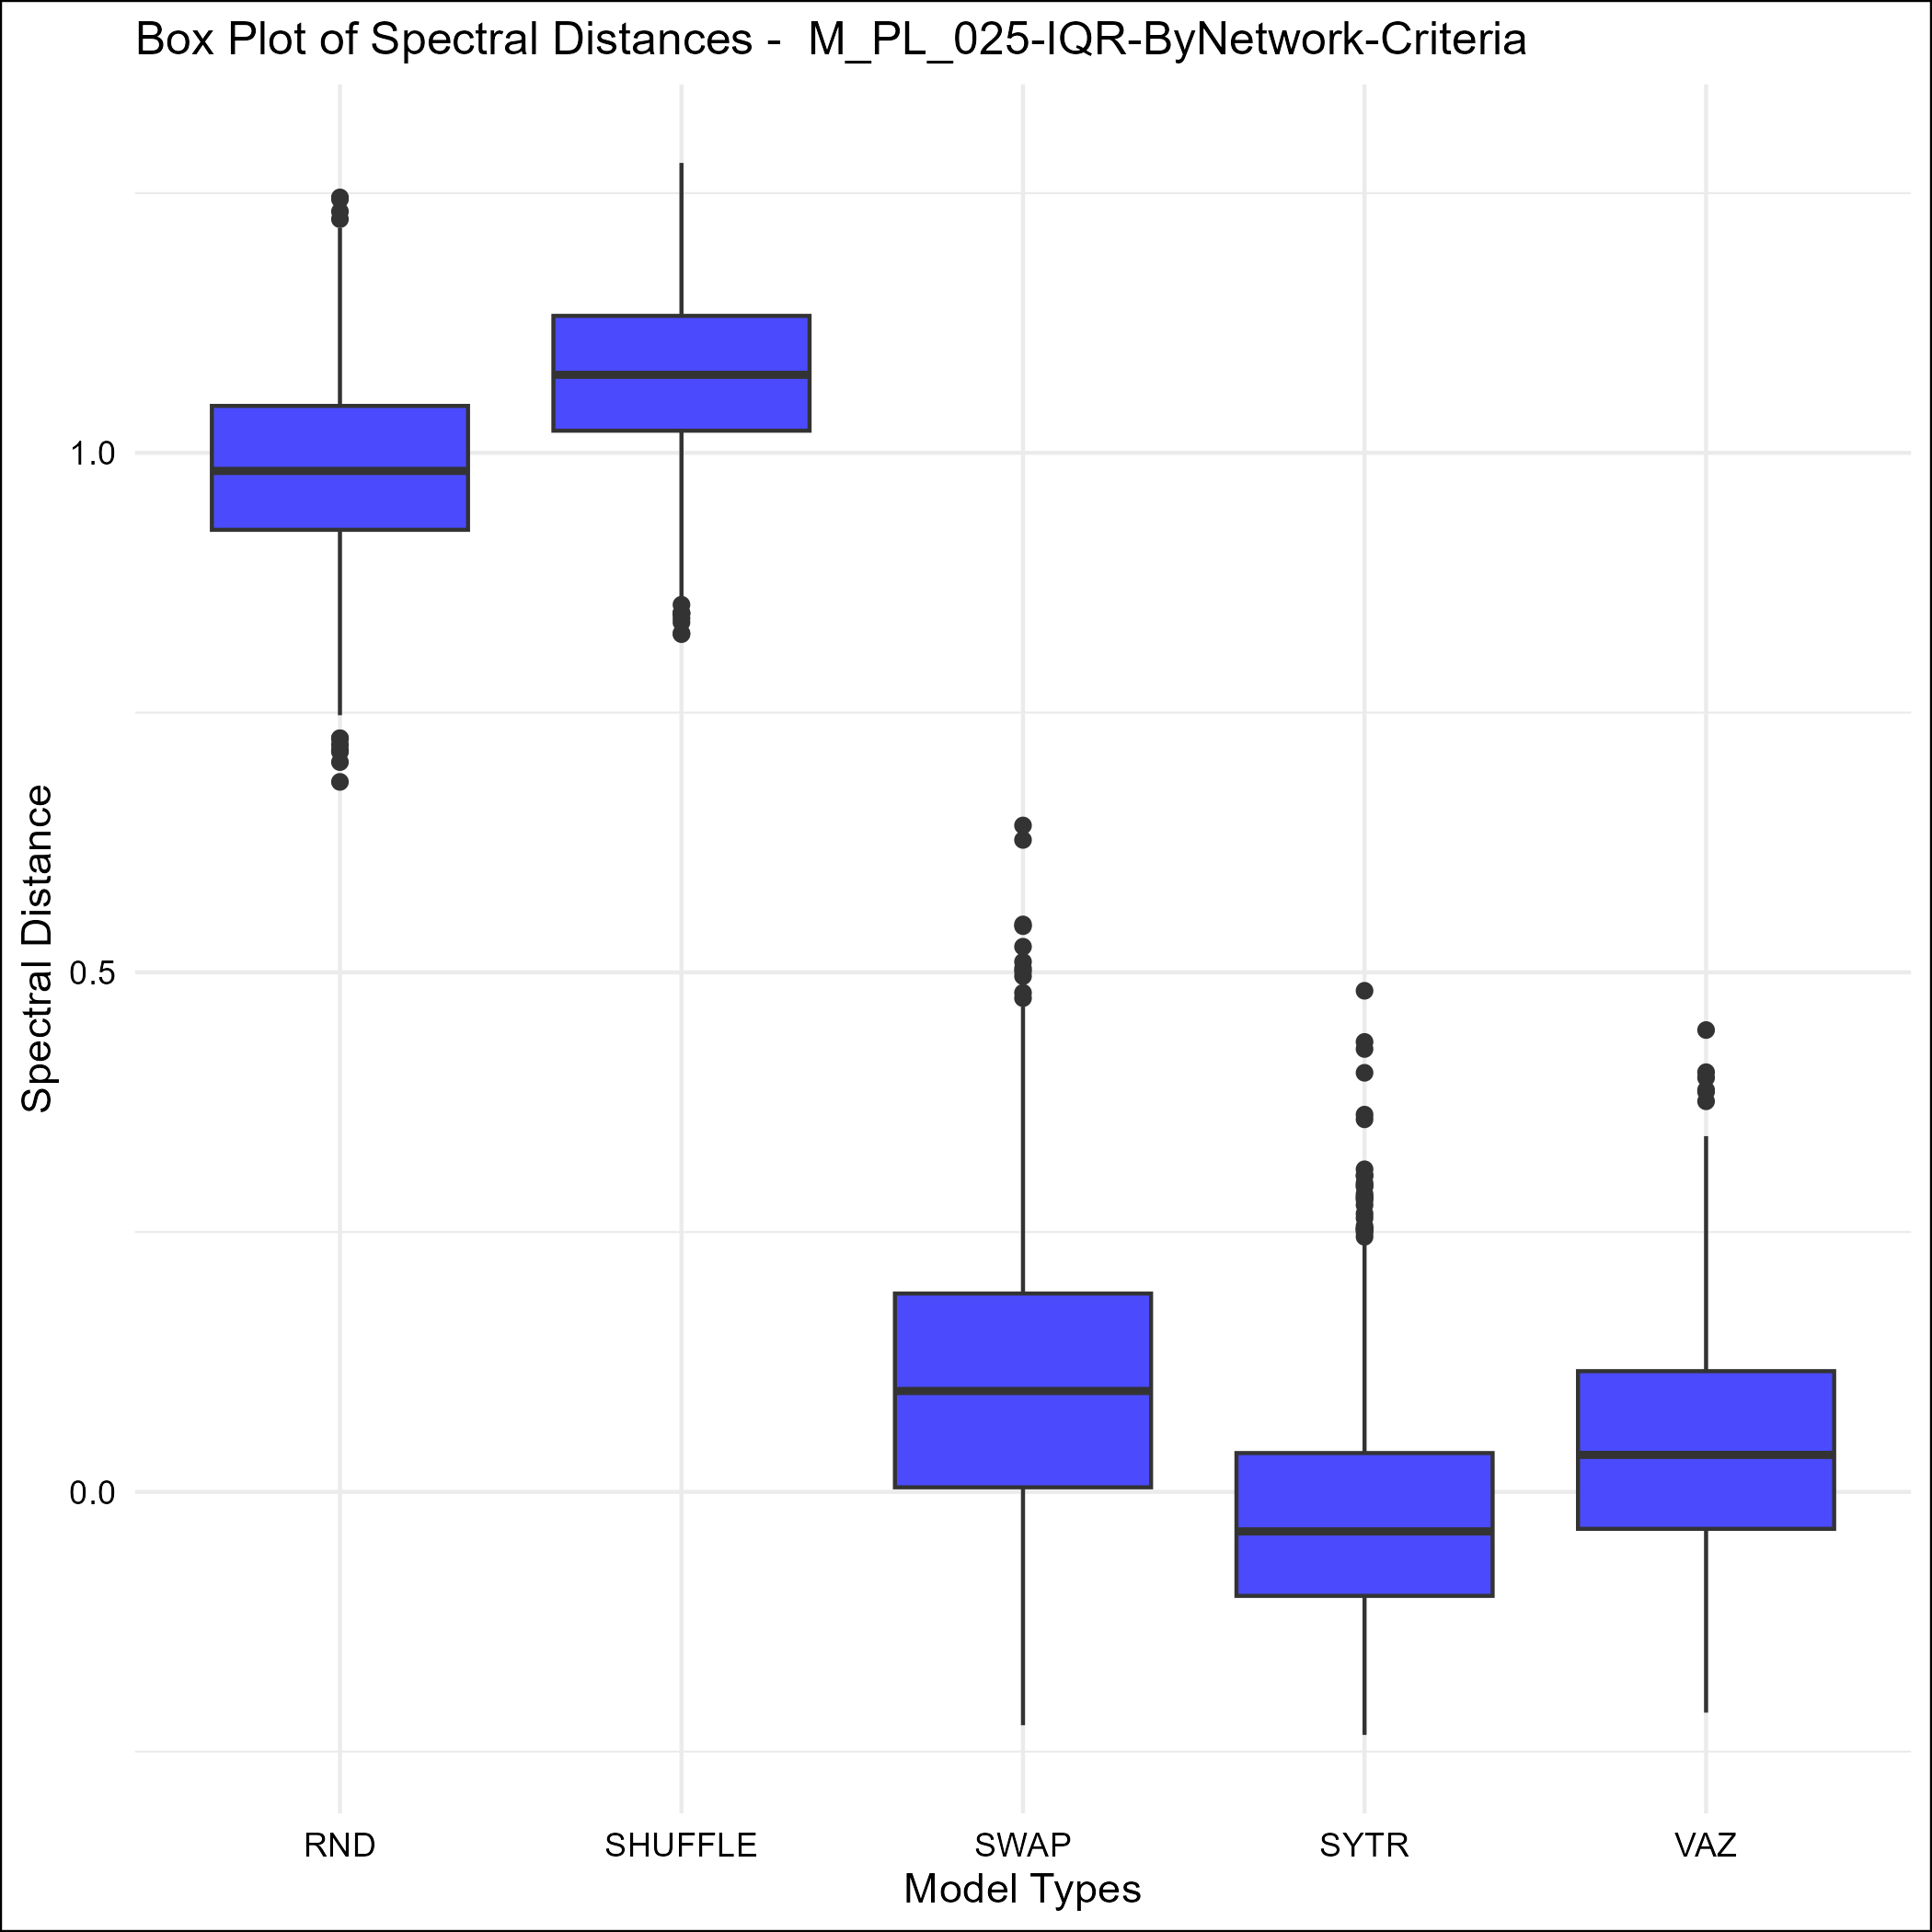 Box Plot of Spectral Distances -  M_PL_025-IQR-ByNetwork-Criteria
Spectral Distance
1.0
0.5
0.0
RND SHUFFLE SWAP SYTR VAZ
Model Types